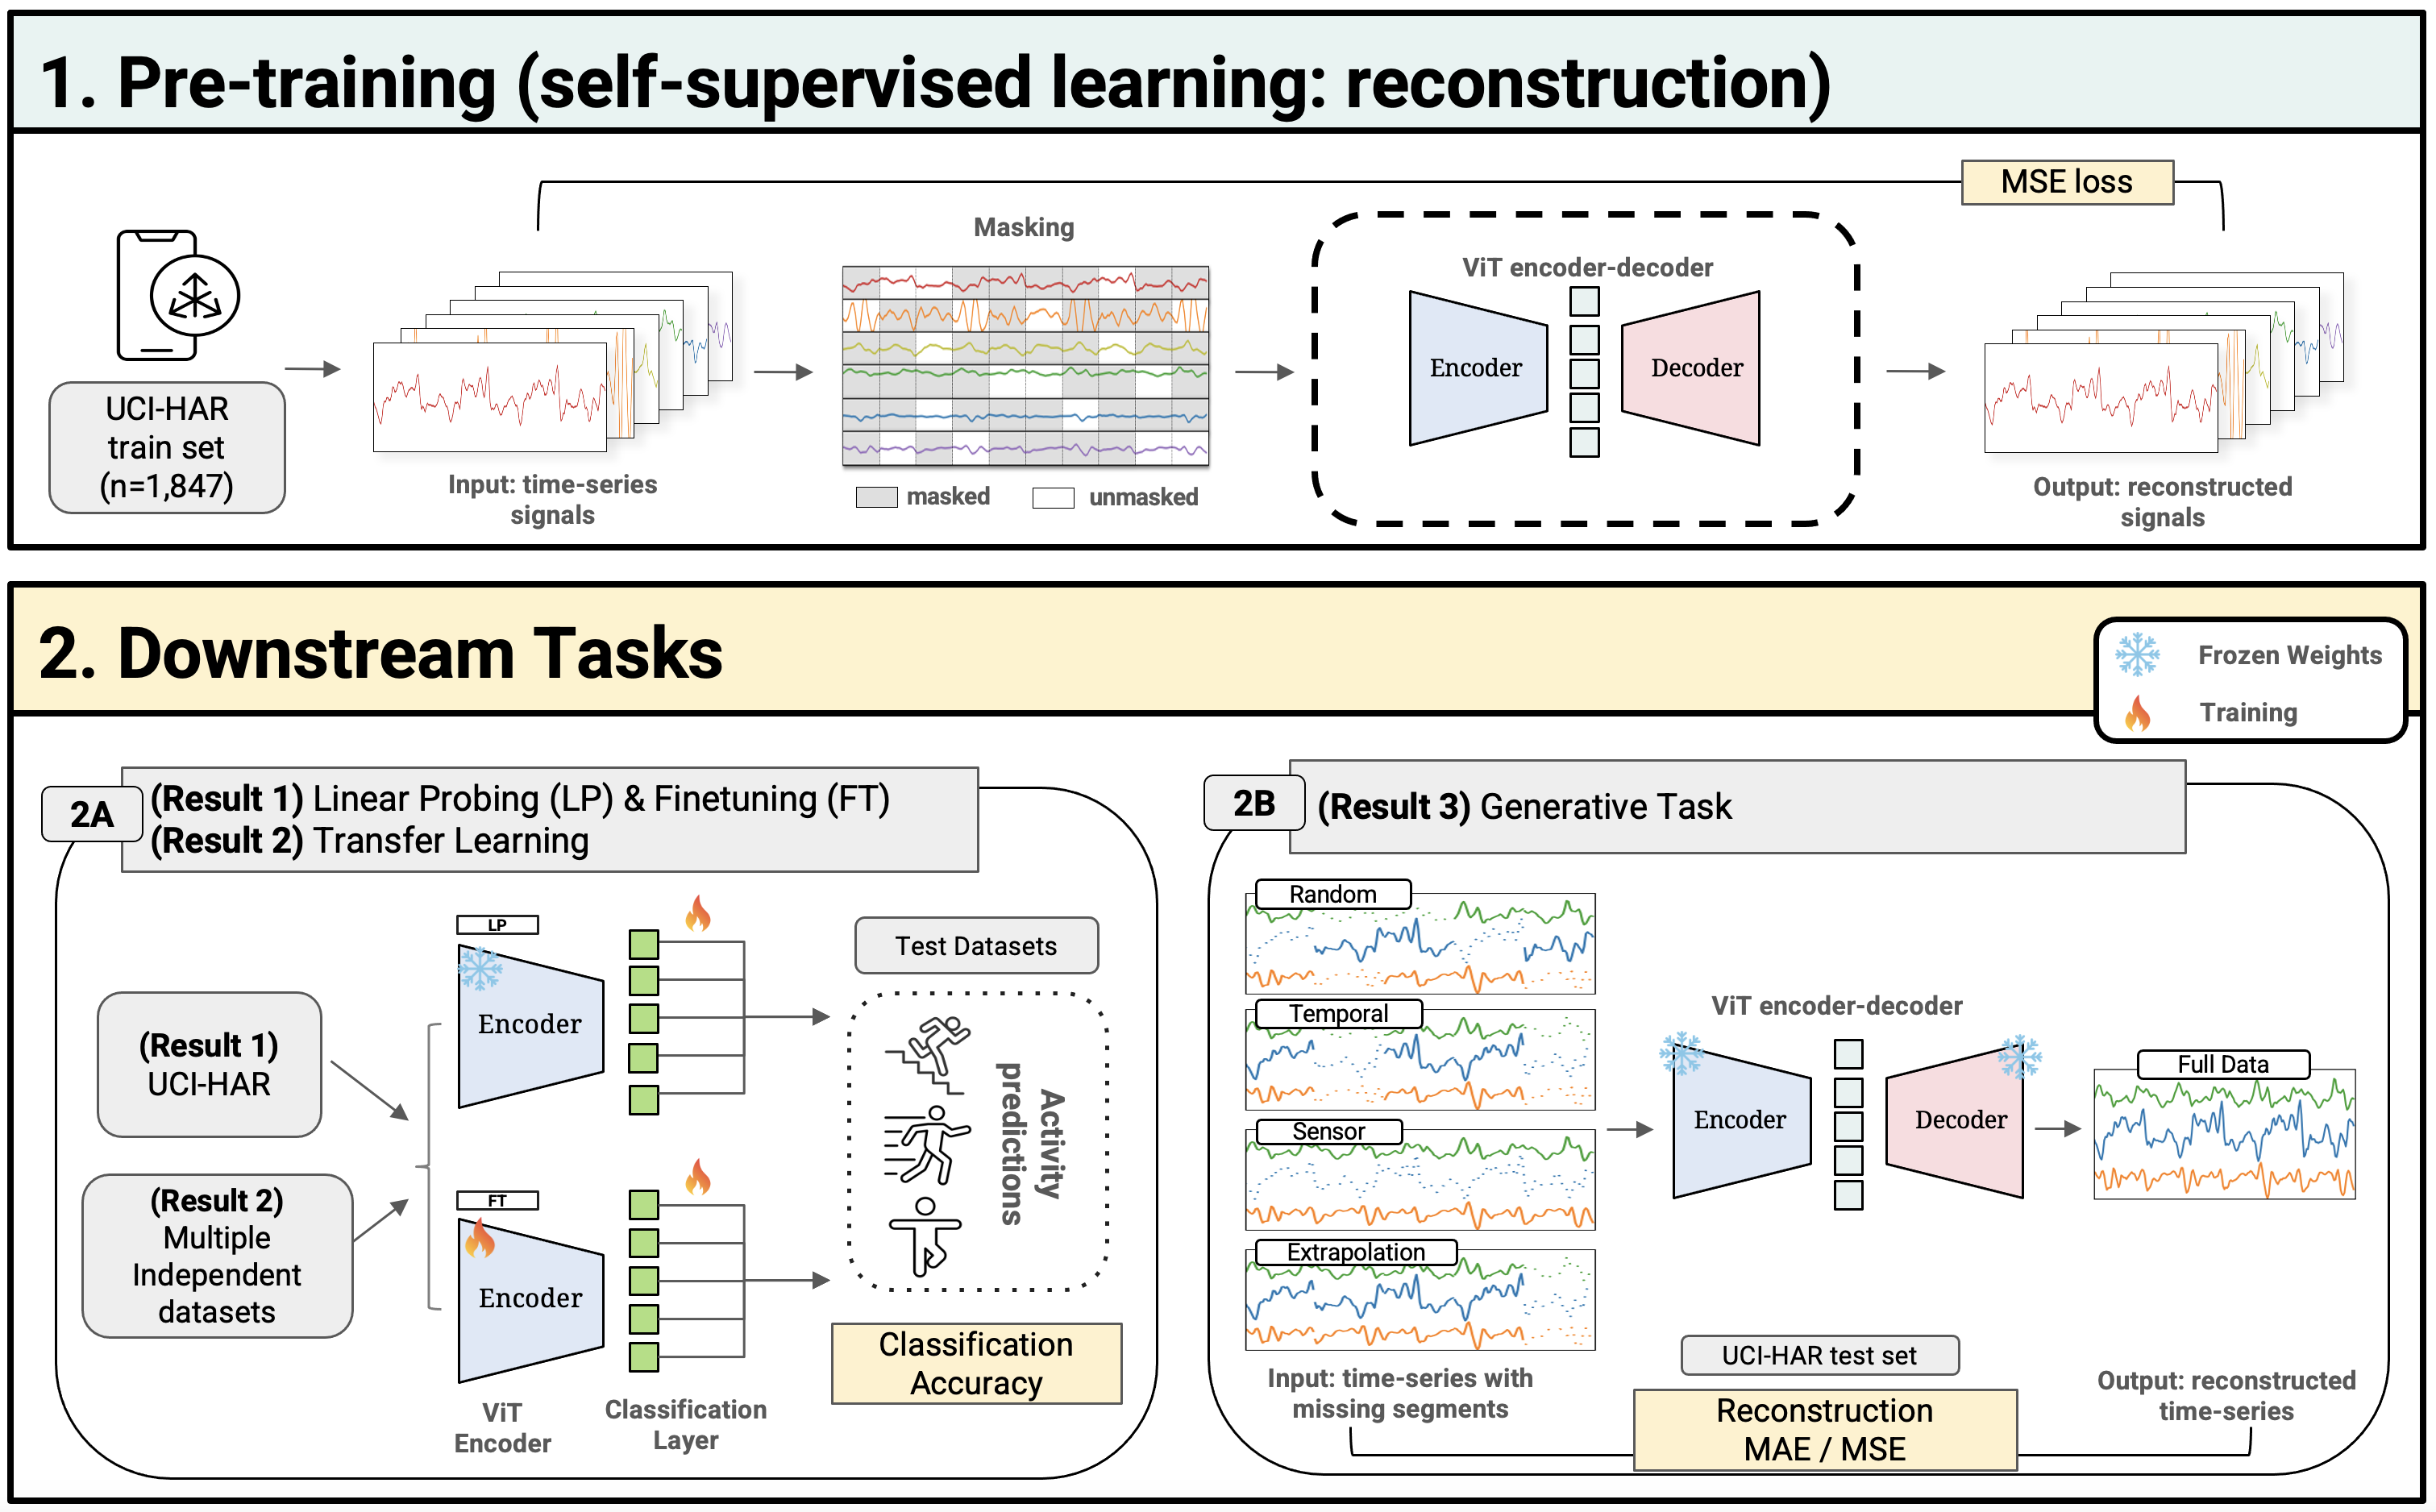 1. Pre-training (self-supervised learning: reconstruction)
MSE loss
Masking
ViT encoder-decoder
Encoder
Decoder
UCI-HAR
train set
(n=1,847)
Input: time-series
signals
masked
unmasked
Output: reconstructed
signals
2. Downstream Tasks
Frozen Weights
Training
2A
(Result 1) Linear Probing (LP) & Finetuning (FT)
(Result 2) Transfer Learning
LP
Encoder
(Result 1)
UCI-HAR
(Result 2)
Multiple
Independent
datasets
FT
Encoder
ViT
Encoder
Classification
Layer
Test Datasets
Activity
predictions
Classification
Accuracy
2B
(Result 3) Generative Task
Random
Temporal
Sensor
Extrapolation
Input: time-series with
missing segments
ViT encoder-decoder
Encoder
Decoder
Full Data
UCI-HAR test set
Reconstruction
MAE / MSE
Output: reconstructed
time-series